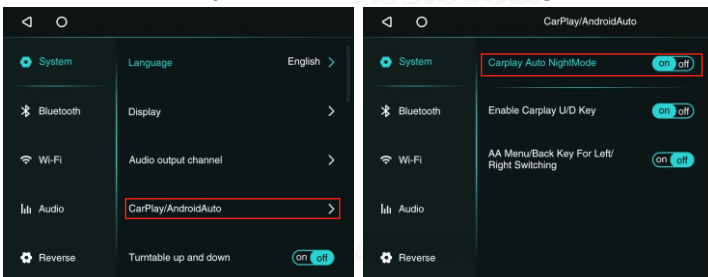 System
Language
English
Bluetooth
Display
Wi-Fi
Audio output channel
Audio
CarPlay/AndroidAuto
Reverse
Turntable up and down
on off
CarPlay/AndroidAuto
System
Carplay Auto NightMode
on off
Bluetooth
Enable Carplay U/D Key
on off
Wi-Fi
AA Menu/Back Key For Left/
Right Switching
on off
Audio
Reverse